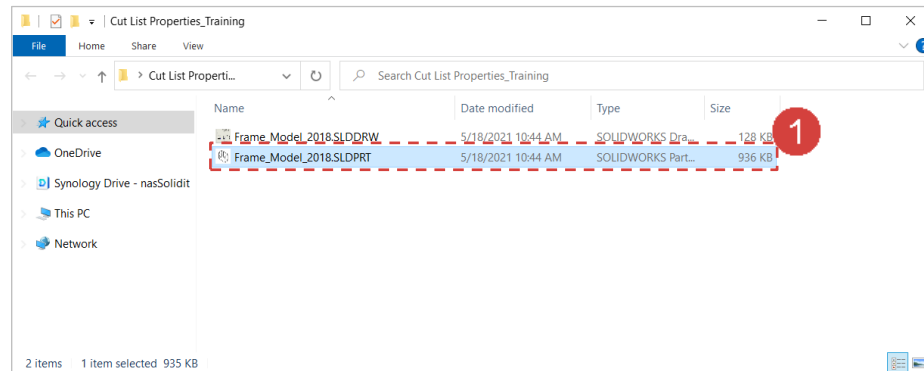 Cut List Properties_Training
File Home Share View
Cut List Properti... Search Cut List Properties_Training
Name Date modified Type Size
Quick access
Frame_Model_2018.SLDDRW 5/18/2021 10:44 AM SOLIDWORKS Dra... 128 KB
1
OneDrive
Frame_Model_2018.SLDPRT 5/18/2021 10:44 AM SOLIDWORKS Part... 936 KB
Synology Drive - nasSolidit
This PC
Network
2 items 1 item selected 935 KB